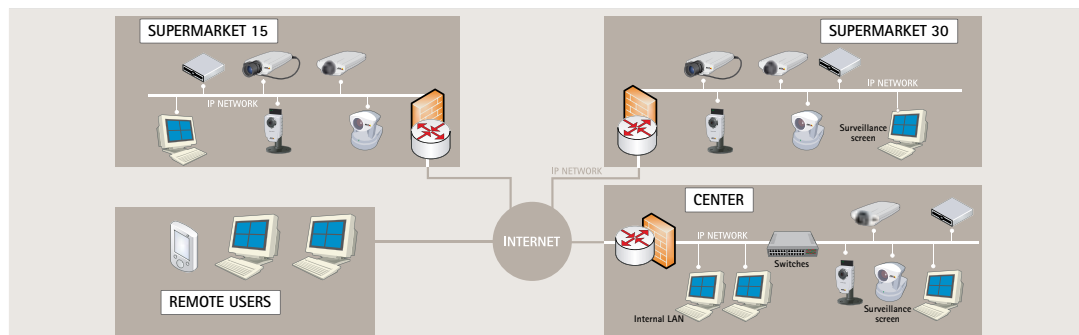 SUPERMARKET 15
SUPERMARKET 30
IP NETWORK
IP NETWORK
Surveillance
screen
IP NETWORK
CENTER
INTERNET
IP NETWORK
Switches
REMOTE USERS
Internal LAN
Surveillance
screen